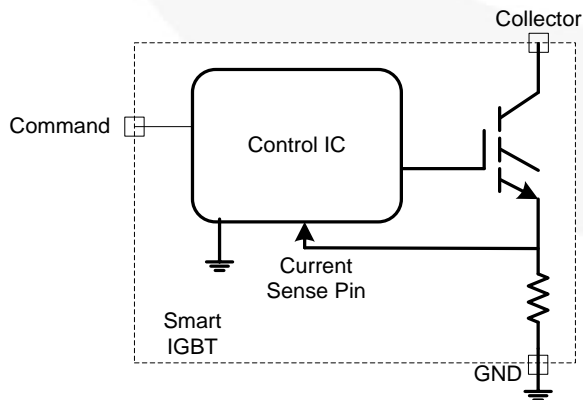 Collector
Command
Control IC
Current
Sense Pin
Smart
IGBT
GND